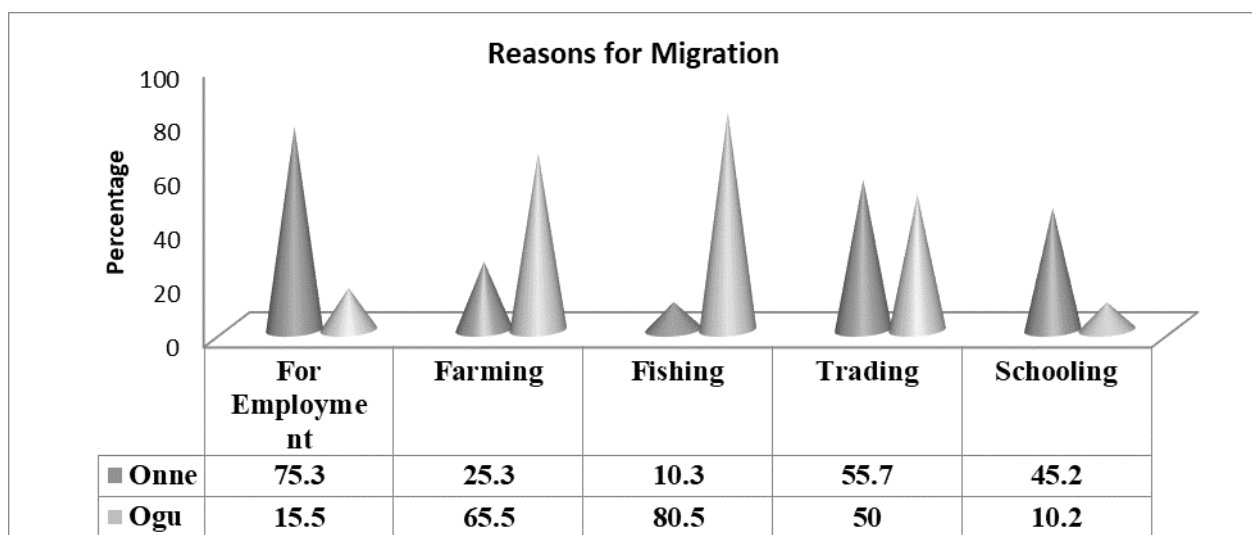 Reasons for Migration
100
80
60
40
20
0
Percentage
For
Employme
nt
Farming
Fishing
Trading
Schooling
Onne 75.3 25.3 10.3 55.7 45.2
Ogu 15.5 65.5 80.5 50 10.2